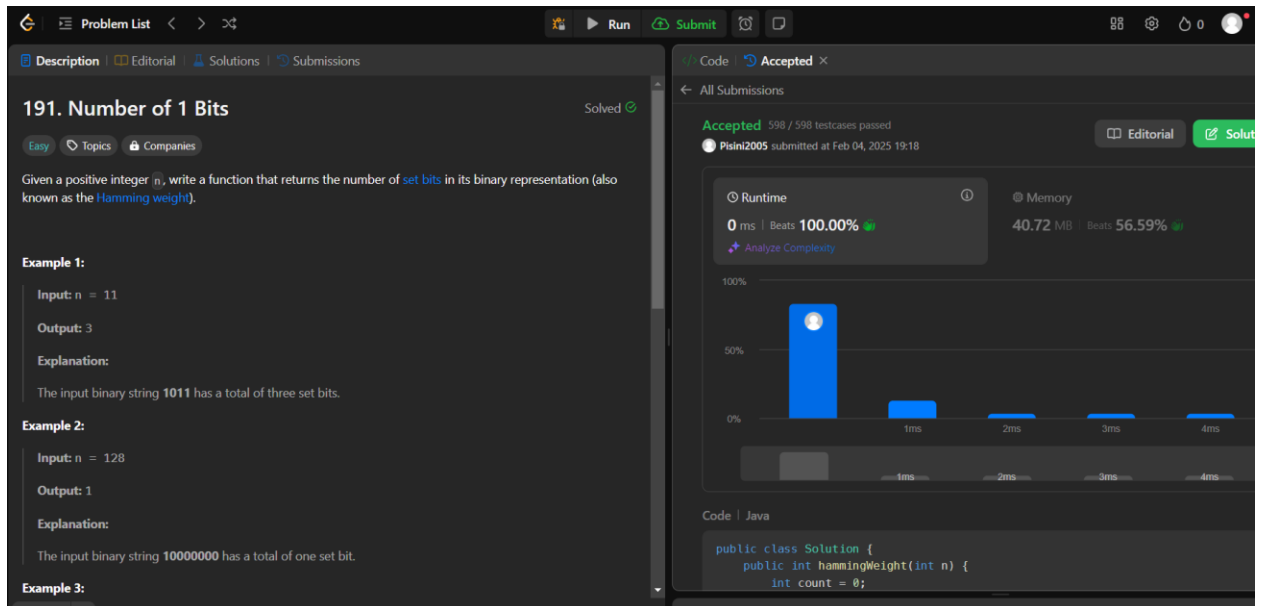 Problem List
Run
Submit
0
Description | Editorial | Solutions | Submissions
191. Number of 1 Bits
Solved
Easy
Topics
Companies
Given a positive integer n, write a function that returns the number of set bits in its binary representation (also
known as the Hamming weight).
Example 1:
Input: n = 11
Output: 3
Explanation:
The input binary string 1011 has a total of three set bits.
Example 2:
Input: n = 128
Output: 1
Explanation:
The input binary string 10000000 has a total of one set bit.
Example 3:
</> Code | Accepted ×
← All Submissions
Accepted 598 / 598 testcases passed
Pisini2005 submitted at Feb 04, 2025 19:18
Editorial
Solut
Runtime
0 ms | Beats 100.00%
Analyze Complexity
Memory
40.72 MB | Beats 56.59%
100%
50%
0%
1ms 2ms 3ms 4ms
1ms 2ms 3ms 4ms
Code | Java
public class Solution {
public int hammingWeight(int n) {
int count = 0;